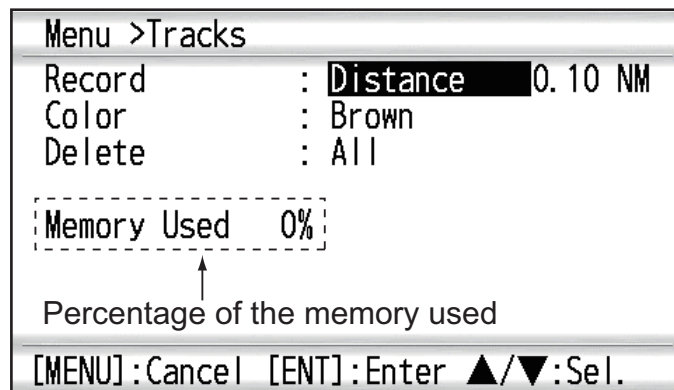 Menu >Tracks
Record : Distance 0.10 NM
Color : Brown
Delete : All
Memory Used 0%
Percentage of the memory used
[MENU]:Cancel [ENT]:Enter ▲/▼:Sel.